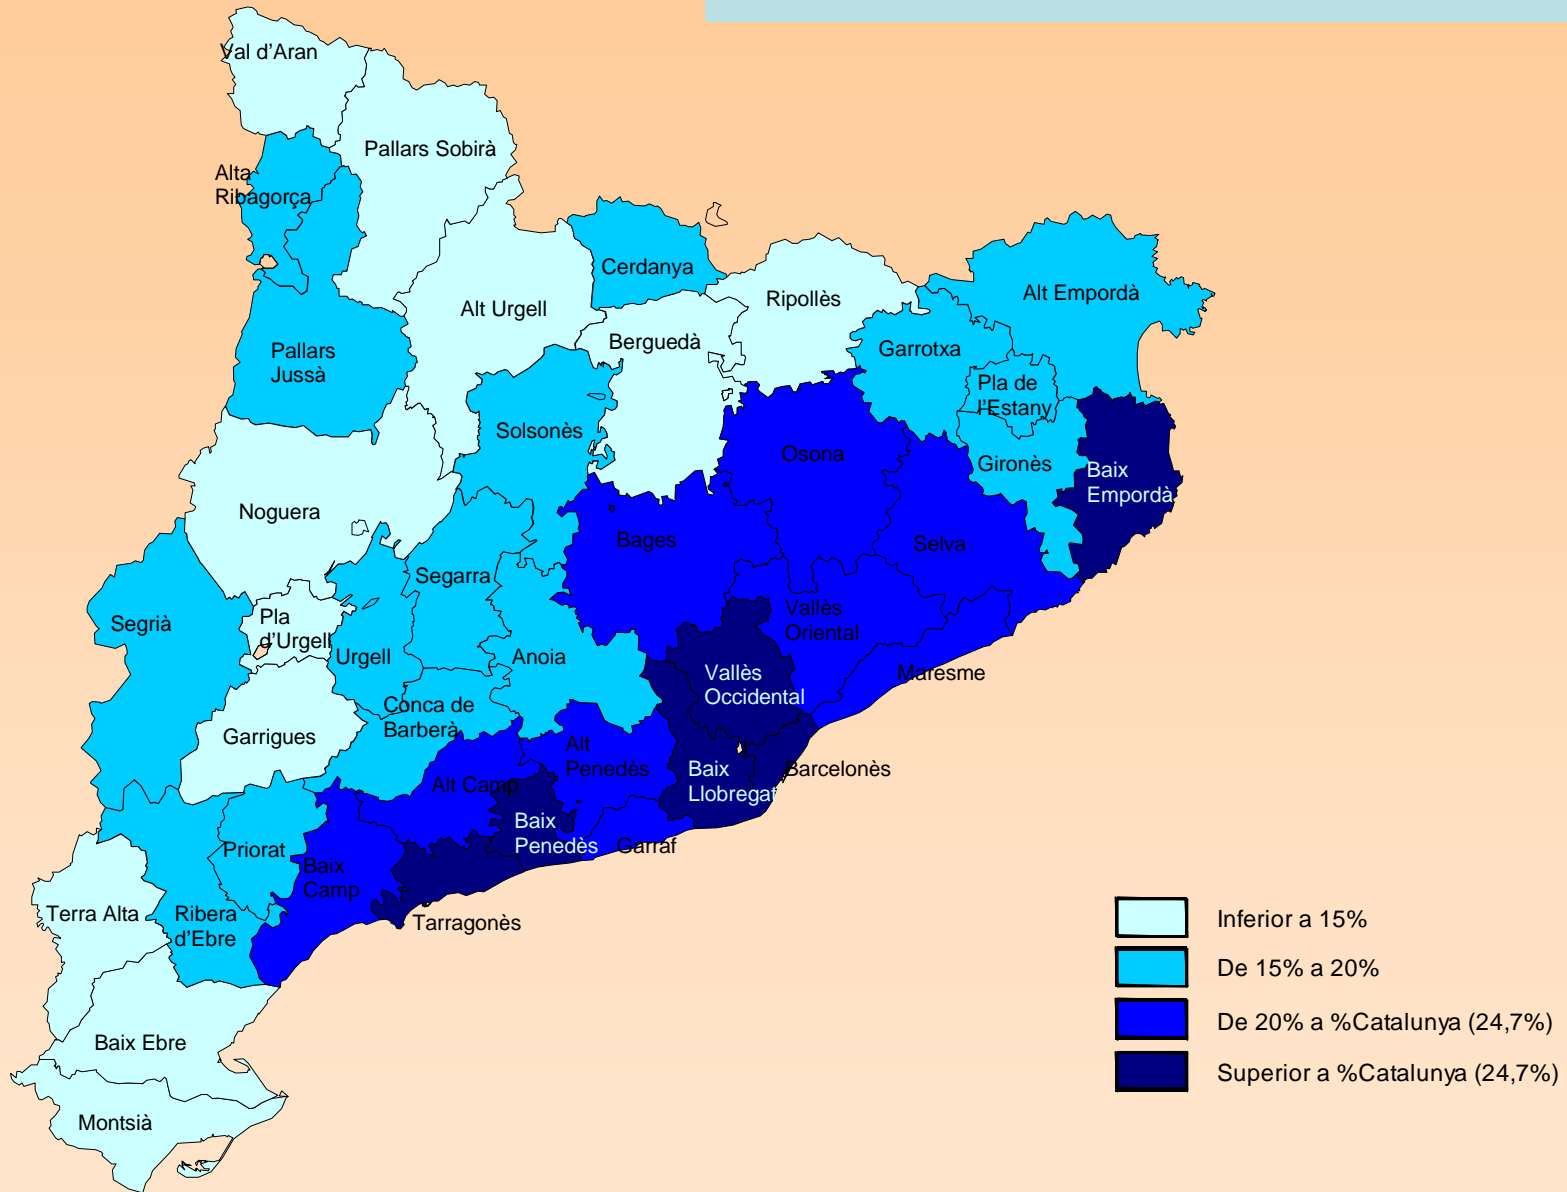 Val d'Aran
Pallars Sobirà
Alta
Ribagorça
Cerdanya
Alt Urgell
Ripollès
Alt Empordà
Berguedà
Garrotxa
Pallars
Jussà
Pla de
l'Estany
Solsonès
Osona
Gironès
Baix
Empordà
Noguera
Bages
Selva
Segarra
Segrià
Pla
d'Urgell
Vallès
Oriental
Urgell
Anoia
Vallès
Occidental
Maresme
Conca de
Barberà
Garrigues
Alt
Penedès
Baix
Llobregat
Barcelonès
Alt Camp
Baix
Penedès
Garraf
Priorat
Baix
Camp
Terra Alta
Ribera
d'Ebre
Tarragonès
Baix Ebre
Montsià
Inferior a 15%
De 15% a 20%
De 20% a %Catalunya (24,7%)
Superior a %Catalunya (24,7%)